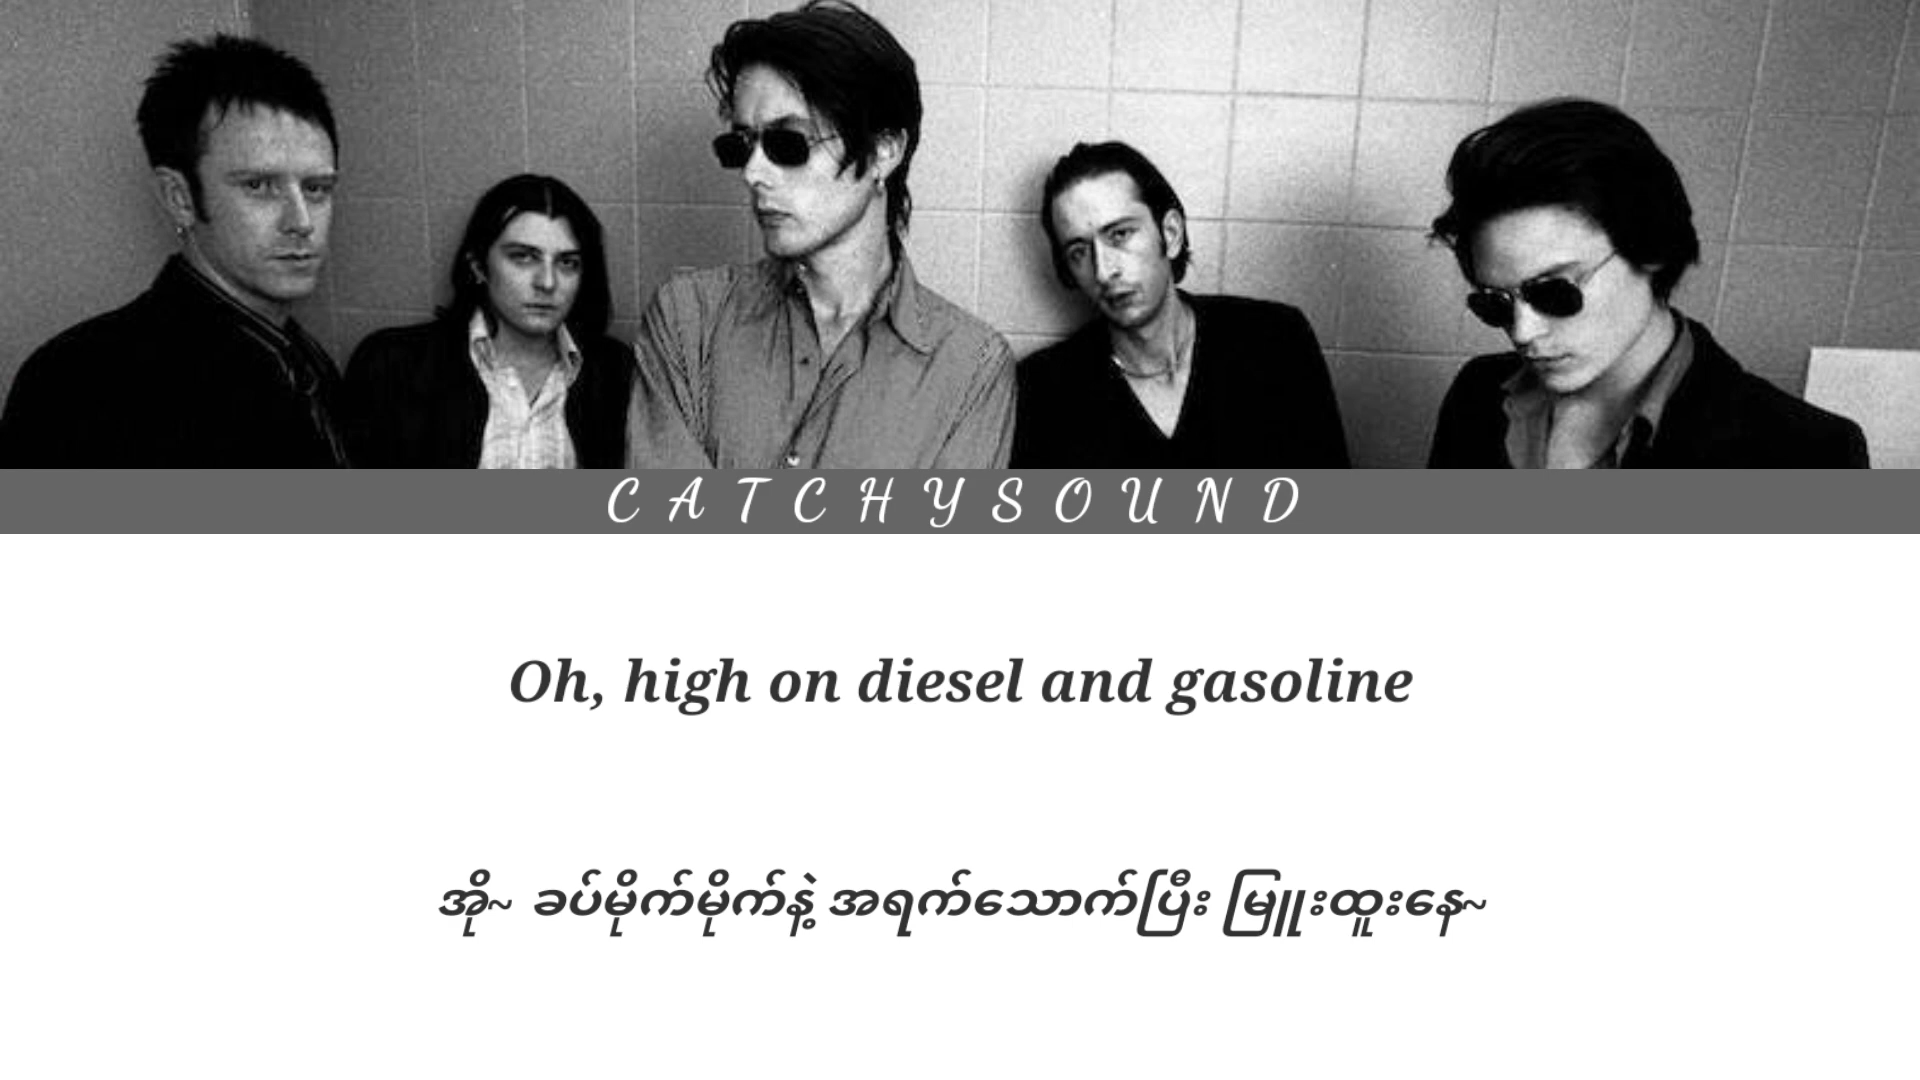 CATCHYSOUND
Oh, high on diesel and gasoline
အို~ ခပ်မိုက်မိုက်နဲ့ အရက်သောက်ပြီး မြူးထူးနေ~